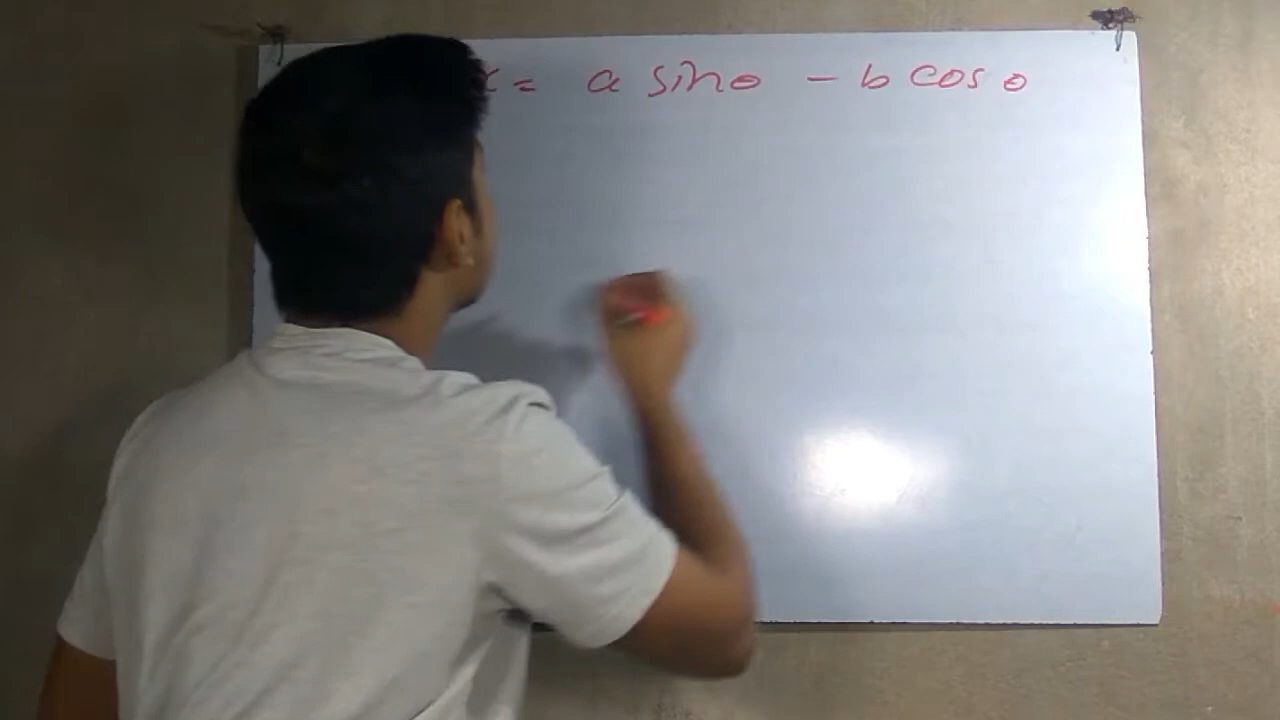 x = a sinθ - b cosθ